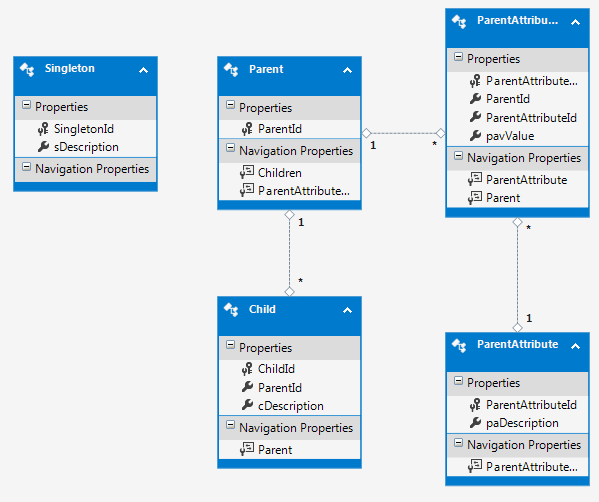 Singleton
Properties
SingletonId
sDescription
Navigation Properties
Parent
Properties
ParentId
Navigation Properties
Children
ParentAttribute...
1
*
ParentAttribu...
Properties
ParentAttribute...
ParentId
ParentAttributeId
pavValue
Navigation Properties
ParentAttribute
Parent
1
*
Child
Properties
ChildId
ParentId
cDescription
Navigation Properties
Parent
*
1
ParentAttribute
Properties
ParentAttributeId
paDescription
Navigation Properties
ParentAttribute...